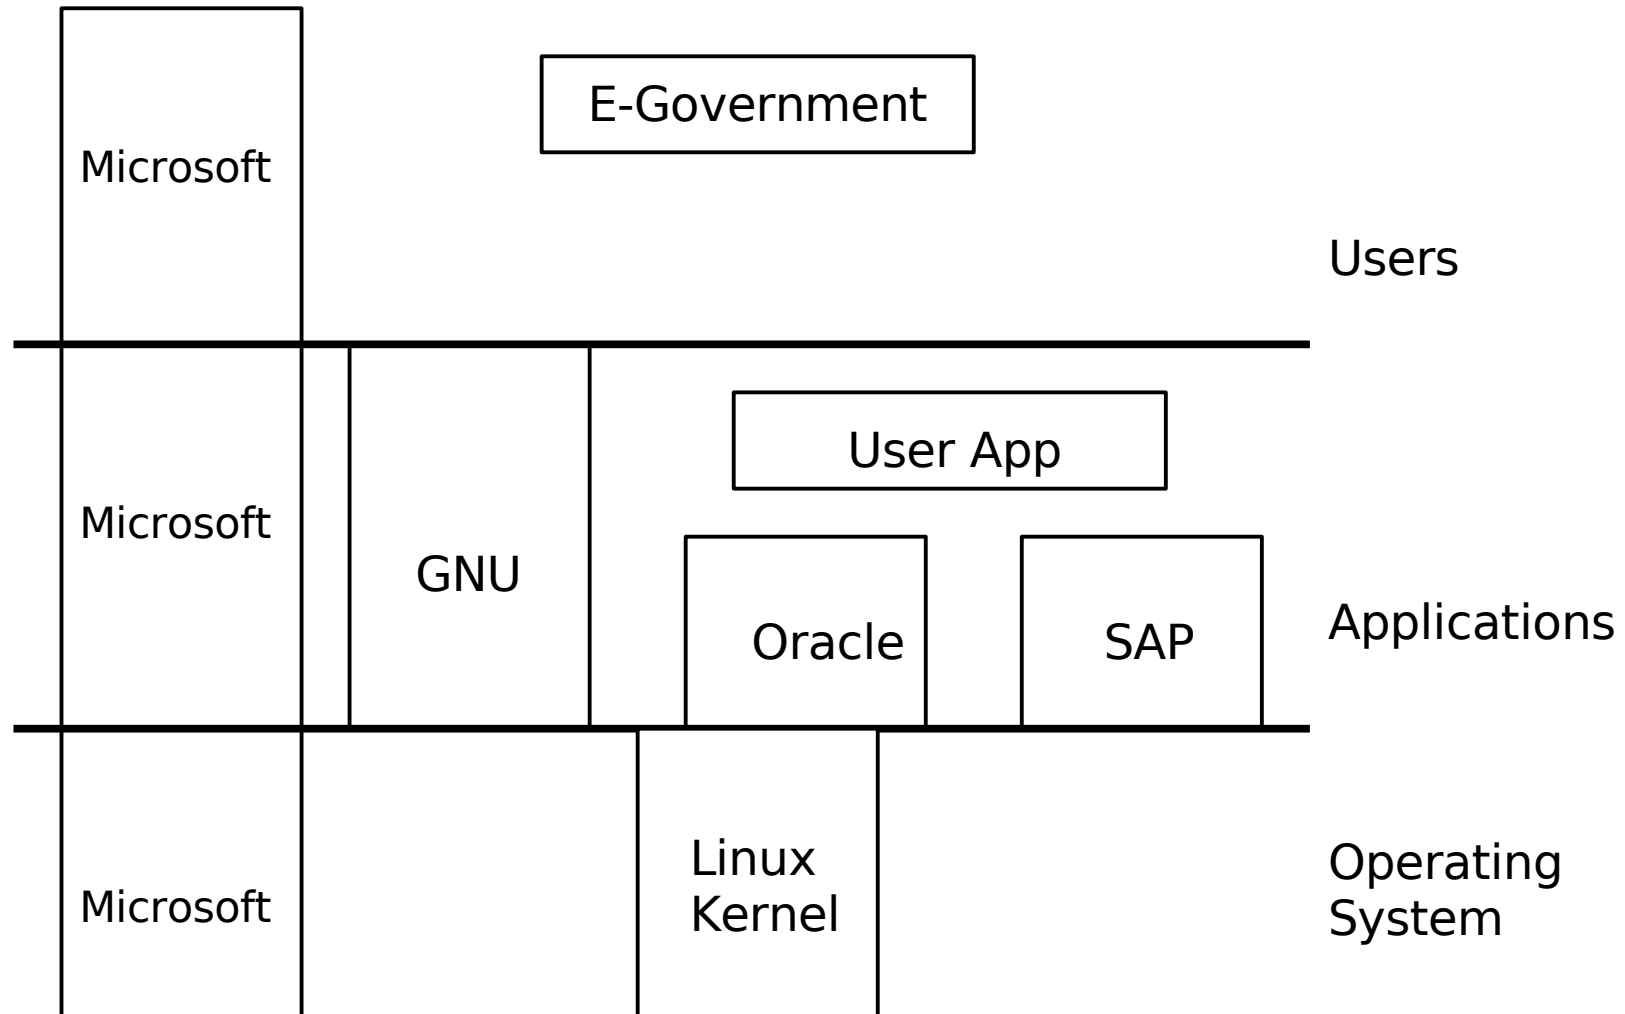 E-Government
Microsoft
Users
User App
Microsoft
GNU
Oracle
SAP
Applications
Linux
Kernel
Microsoft
Operating
System